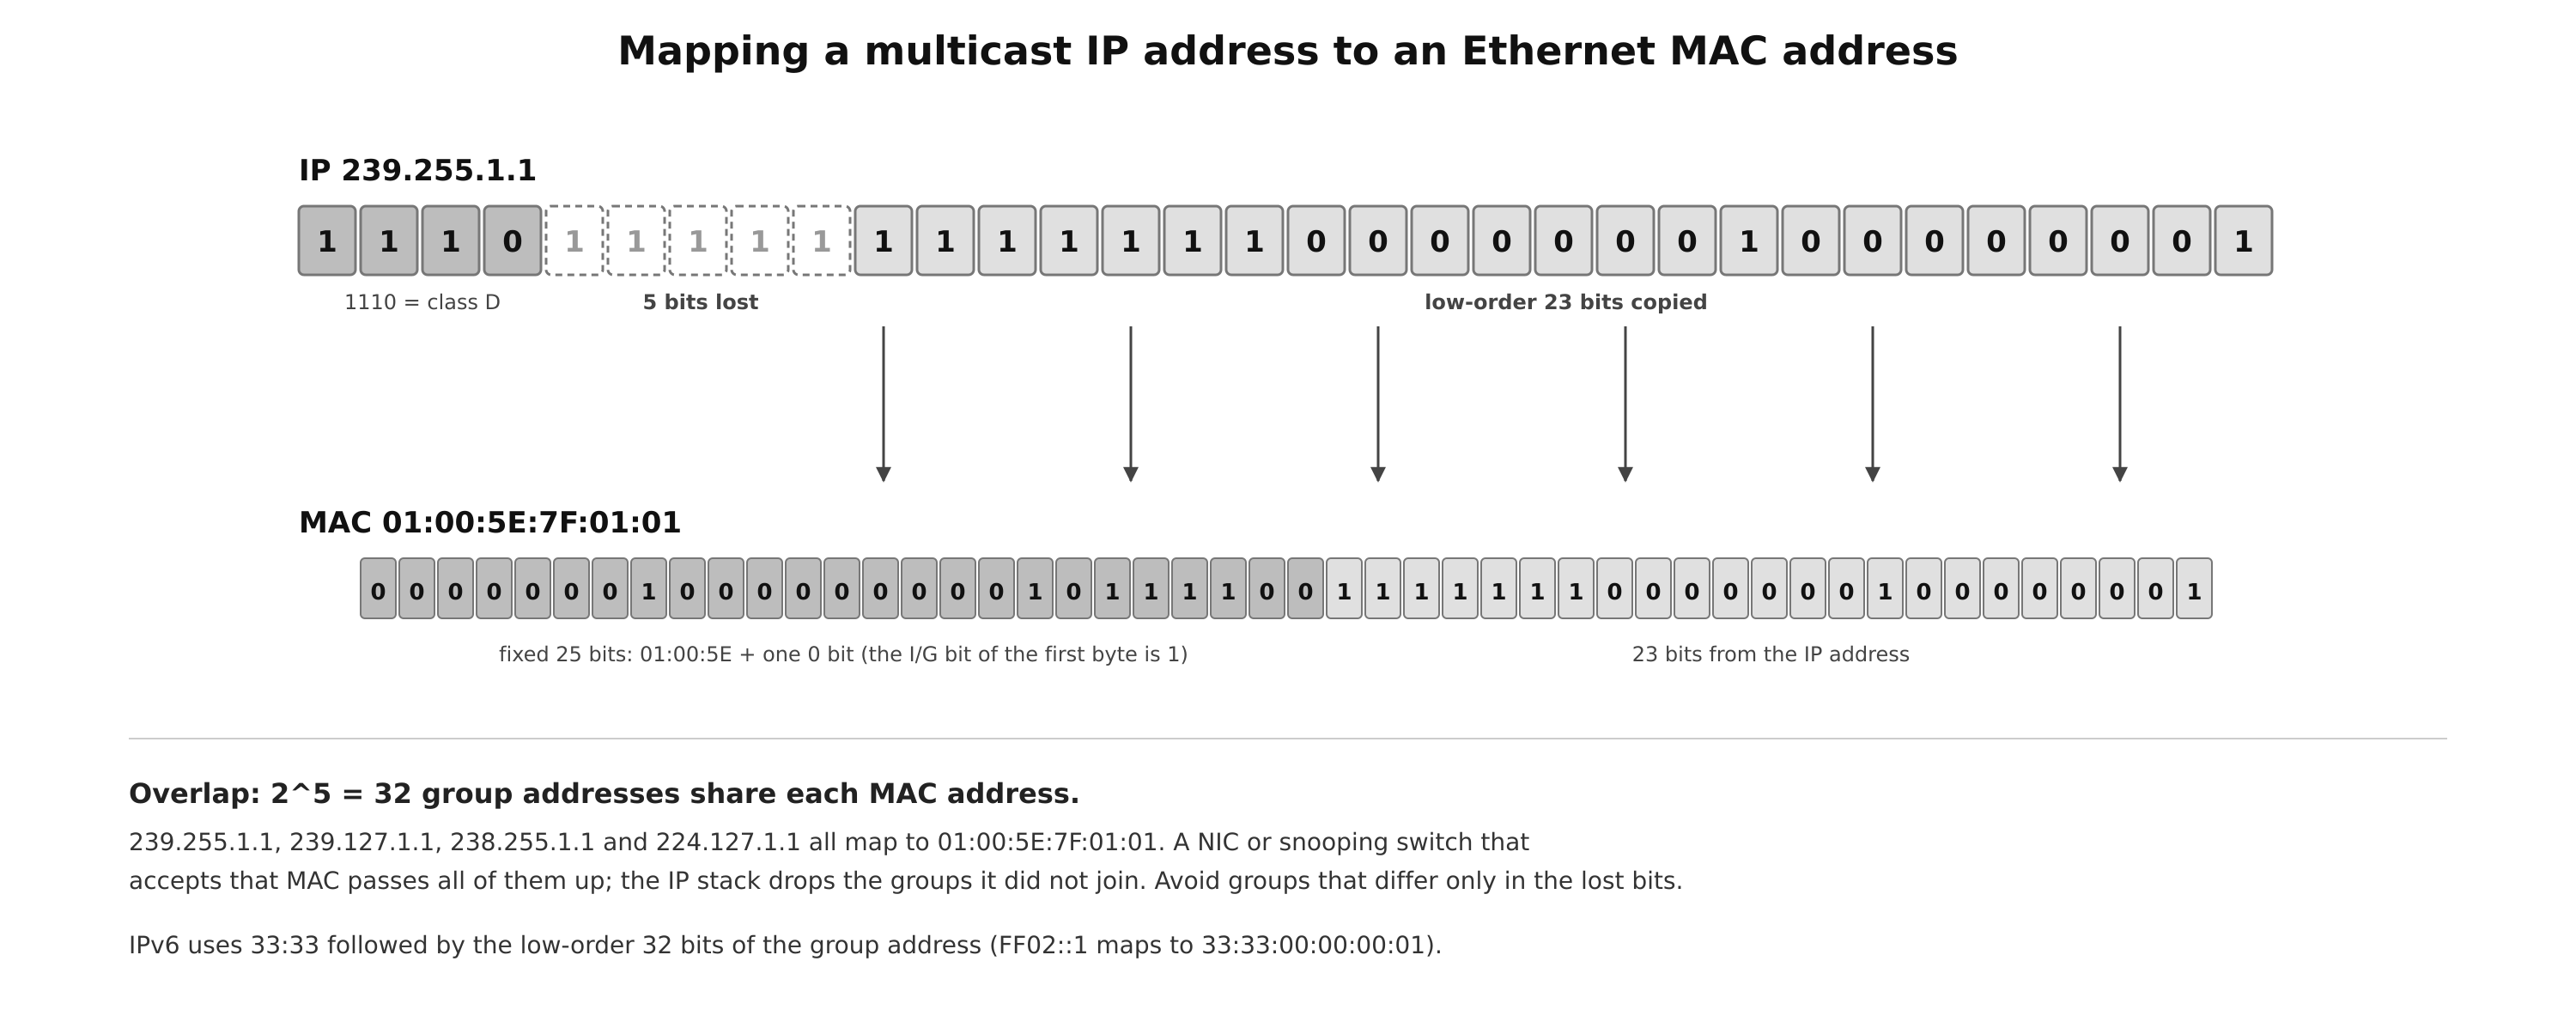 Mapping a multicast IP address to an Ethernet MAC address
IP 239.255.1.1
1 1 1 0 1 1 1 1 1 1 1 1 1 1 1 1 0 0 0 0 0 0 0 1 0 0 0 0 0 0 0 1
1110 = class D 5 bits lost low-order 23 bits copied
MAC 01:00:5E:7F:01:01
0 0 0 0 0 0 0 1 0 0 0 0 0 0 0 0 0 1 0 1 1 1 1 0 0 1 1 1 1 1 1 1 0 0 0 0 0 0 0 1 0 0 0 0 0 0 0 1
fixed 25 bits: 01:00:5E + one 0 bit (the I/G bit of the first byte is 1) 23 bits from the IP address
Overlap: 2^5 = 32 group addresses share each MAC address.
239.255.1.1, 239.127.1.1, 238.255.1.1 and 224.127.1.1 all map to 01:00:5E:7F:01:01. A NIC or snooping switch that
accepts that MAC passes all of them up; the IP stack drops the groups it did not join. Avoid groups that differ only in the lost bits.
IPv6 uses 33:33 followed by the low-order 32 bits of the group address (FF02::1 maps to 33:33:00:00:00:01).